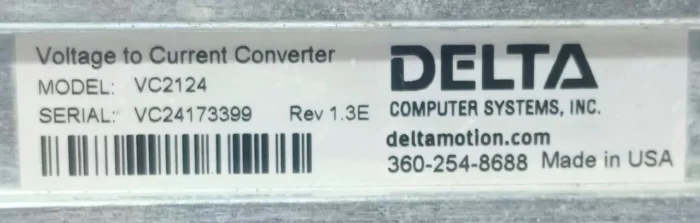 Voltage to Current Converter
MODEL: VC2124
SERIAL: VC24173399 Rev 1.3E
DELTA
COMPUTER SYSTEMS, INC.
deltamotion.com
360-254-8688 Made in USA